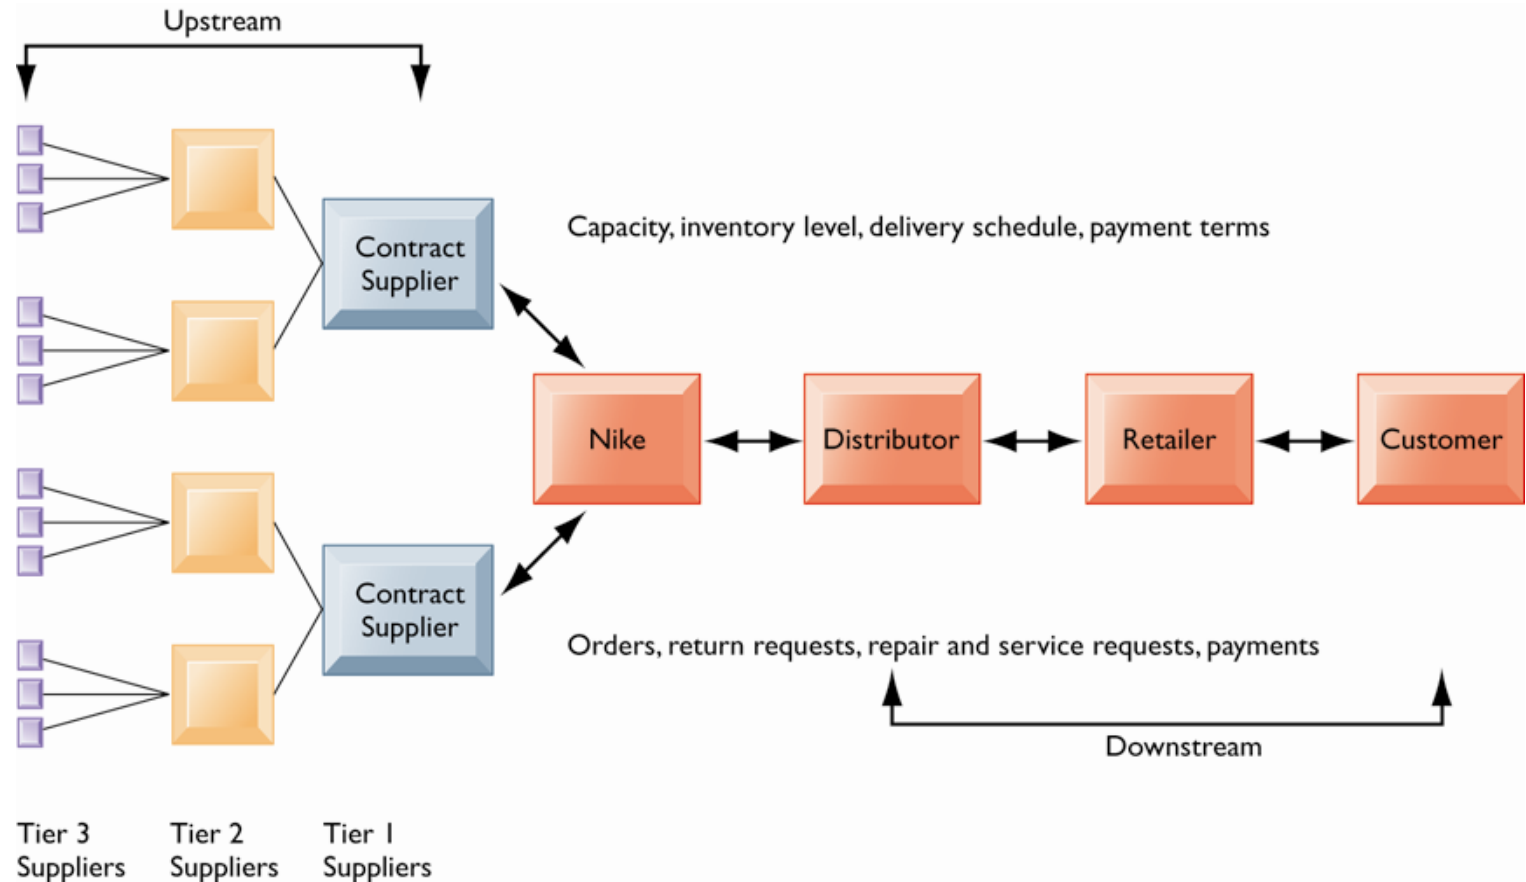 Upstream
Contract
Supplier
Capacity, inventory level, delivery schedule, payment terms
Nike
Distributor
Retailer
Customer
Contract
Supplier
Orders, return requests, repair and service requests, payments
Downstream
Tier 3
Suppliers
Tier 2
Suppliers
Tier 1
Suppliers